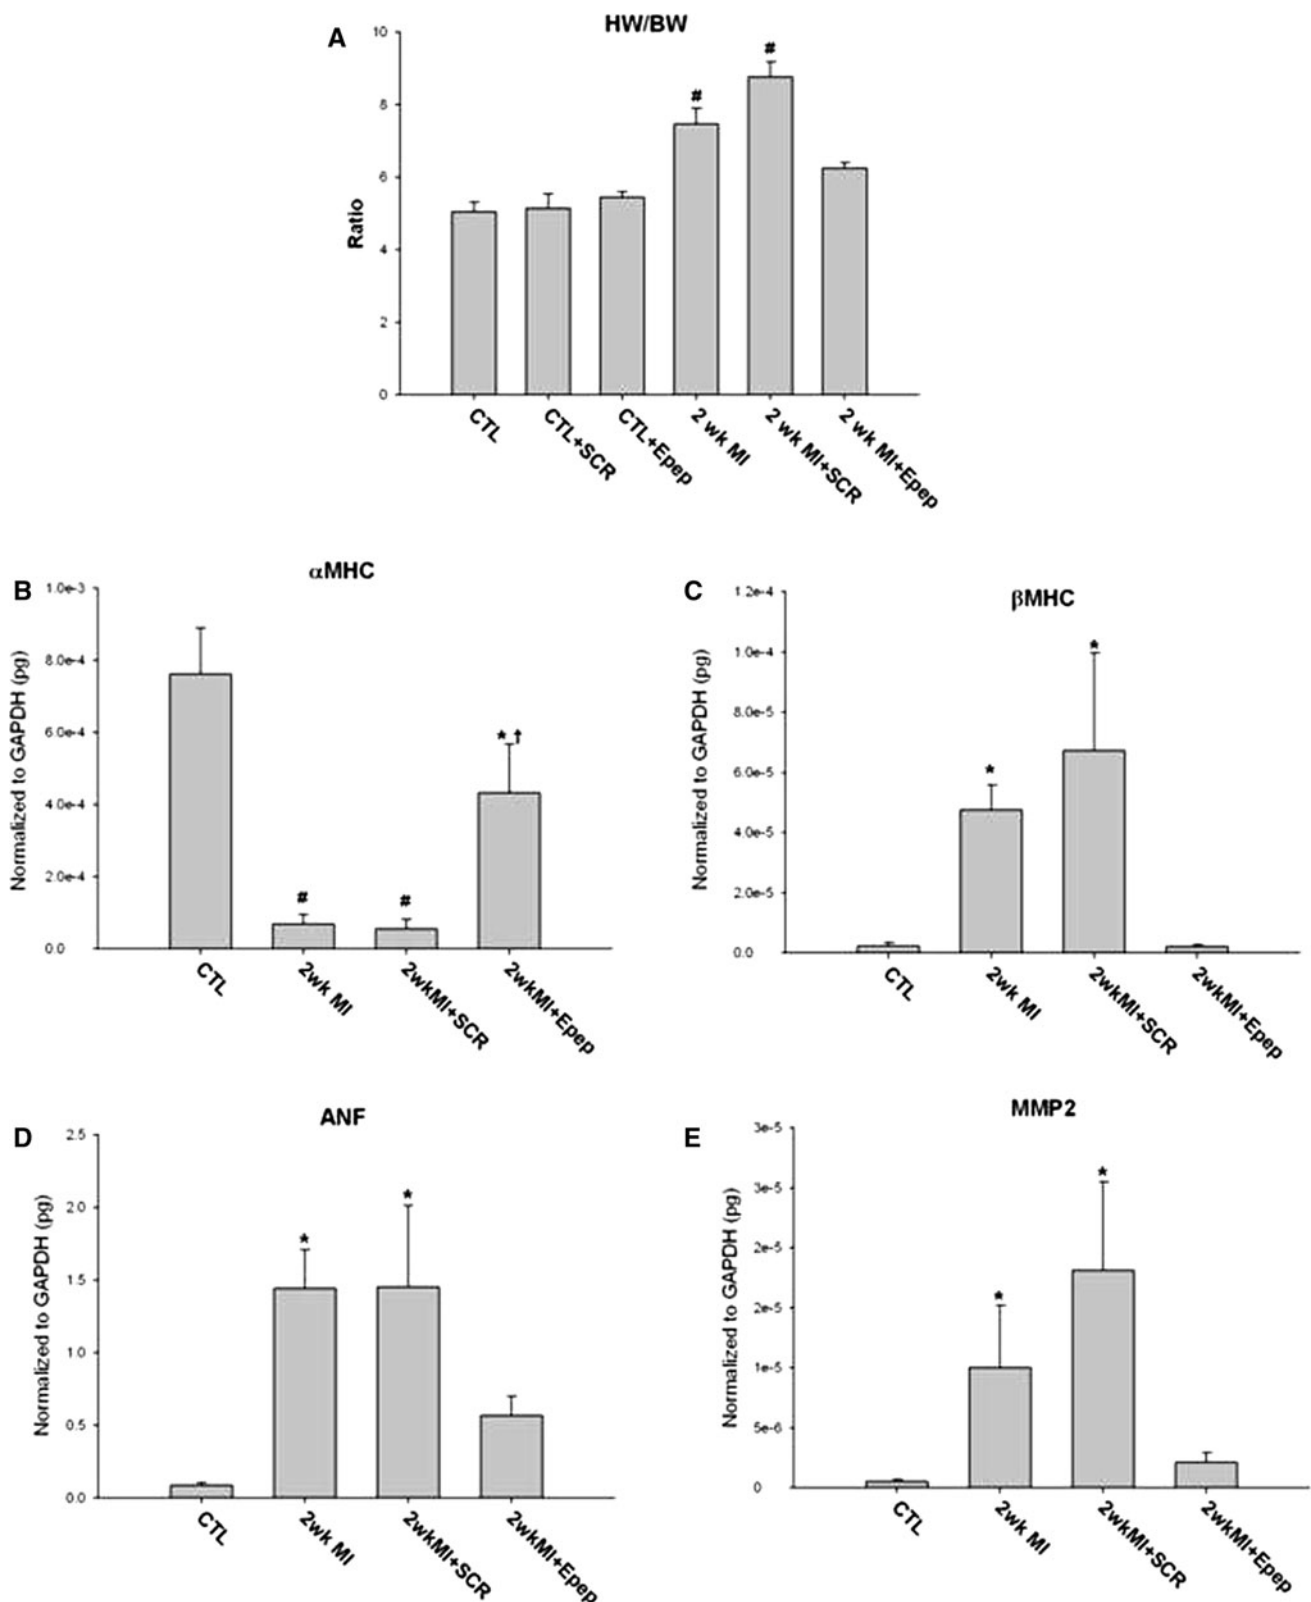 A
HW/BW
Ratio
10
8
6
4
2
0
#
#
CTL
CTL+SCR
CTL+Epep
2 wk MI
2 wk MI+SCR
2 wk MI+Epep
B
αMHC
Normalized to GAPDH (pg)
1.0e-3
8.0e-4
6.0e-4
4.0e-4
2.0e-4
0.0
#
#
*†
CTL
2wk MI
2wkMI+SCR
2wkMI+Epep
C
βMHC
Normalized to GAPDH (pg)
1.2e-4
1.0e-4
8.0e-5
6.0e-5
4.0e-5
2.0e-5
0.0
*
*
CTL
2wk MI
2wkMI+SCR
2wkMI+Epep
D
ANF
Normalized to GAPDH (pg)
2.5
2.0
1.5
1.0
0.5
0.0
*
*
CTL
2wk MI
2wkMI+SCR
2wkMI+Epep
E
MMP2
Normalized to GAPDH (pg)
3e-5
3e-5
2e-5
2e-5
1e-5
5e-6
0
*
*
CTL
2wk MI
2wkMI+SCR
2wkMI+Epep